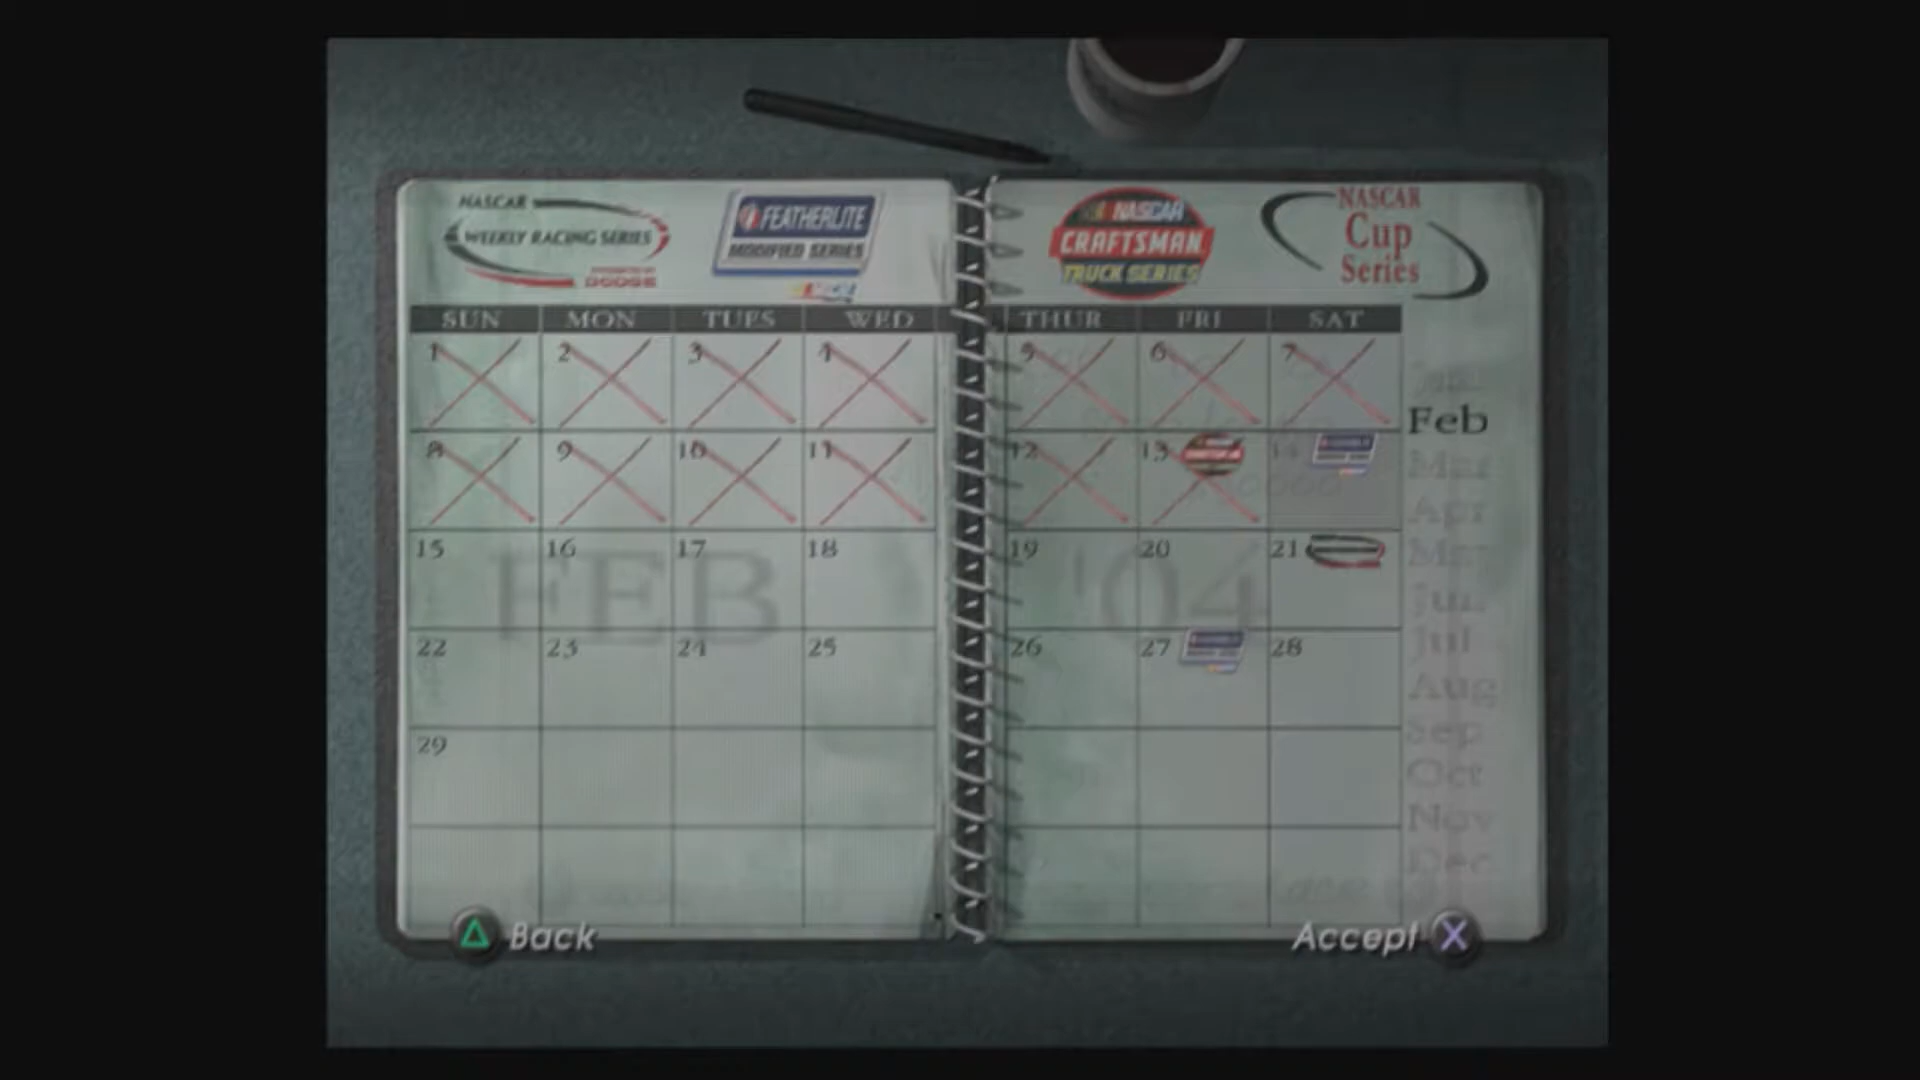 NASCAR
WEEKLY RACING SERIES
PRESENTED BY
DODGE
FEATHERLITE
MODIFIED SERIES
NASCAR
CRAFTSMAN
TRUCK SERIES
NASCAR
Cup
Series
SUN MON TUES WED THUR FRI SAT
1 2 3 4 5 6 7
8 9 10 11 12 13 14
15 16 17 18 19 20 21
FEB '04
22 23 24 25 26 27 28
29
Jan
Feb
Mar
Apr
May
Jun
Jul
Aug
Sep
Oct
Nov
Dec
Back
Accept X